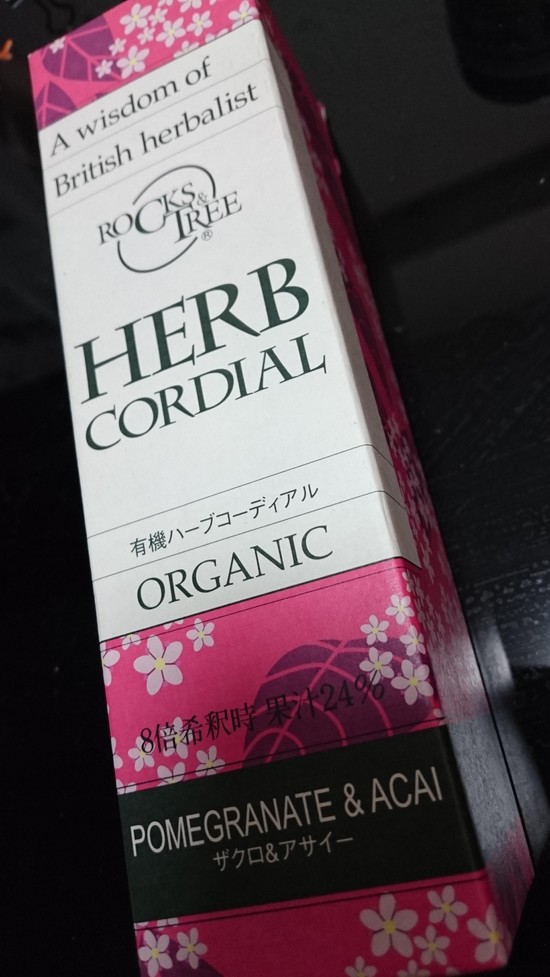 A wisdom of
British herbalist
ROCKS &
TREE®
HERB
CORDIAL
有機ハーブコーディアル
ORGANIC
8倍希釈時 果汁24%
POMEGRANATE & ACAI
ザクロ&アサイー